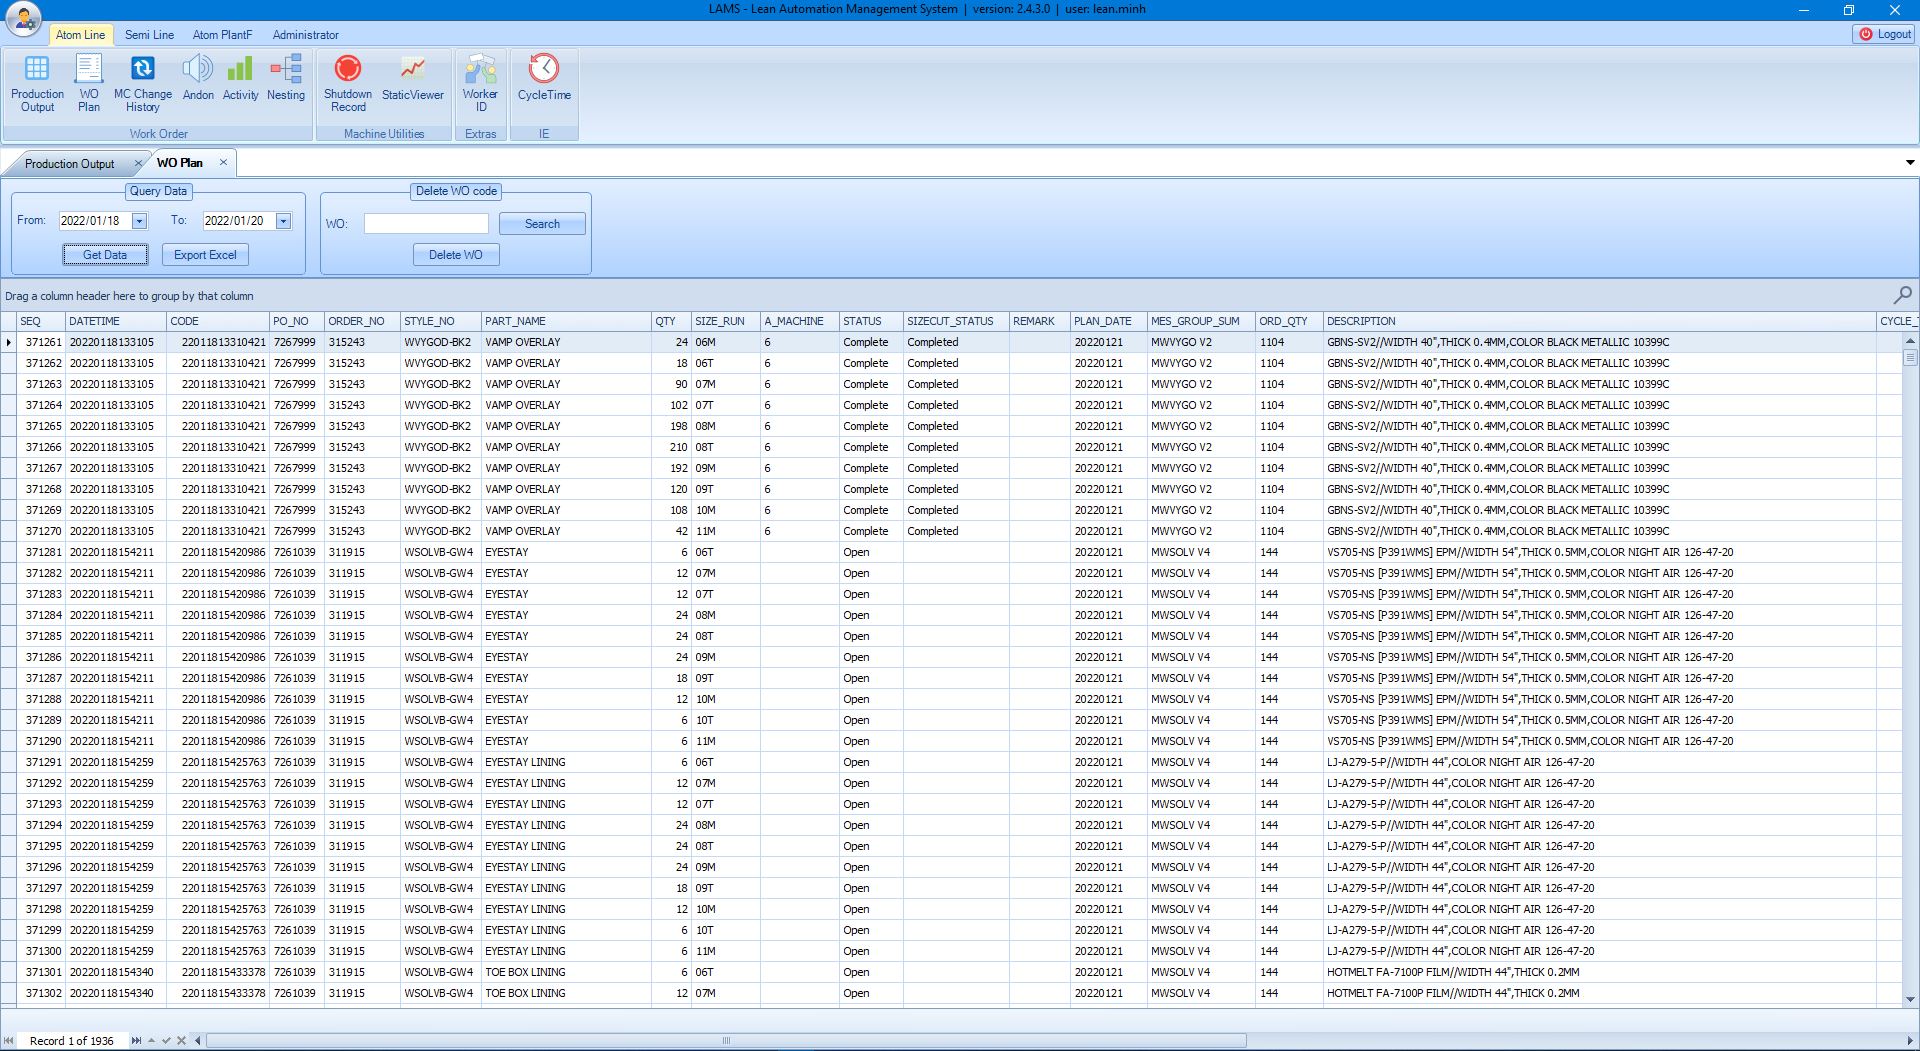 LAMS - Lean Automation Management System | version: 2.4.3.0 | user: lean.minh
Atom Line Semi Line Atom PlantF Administrator Logout
Production Output WO Plan MC Change History Andon Activity Nesting Shutdown Record StaticViewer Worker ID CycleTime
Work Order Machine Utilities Extras IE
Production Output WO Plan
Query Data Delete WO code
From: 2022/01/18 To: 2022/01/20 WO: Search
Get Data Export Excel Delete WO
Drag a column header here to group by that column
SEQ DATETIME CODE PO_NO ORDER_NO STYLE_NO PART_NAME QTY SIZE_RUN A_MACHINE STATUS SIZECUT_STATUS REMARK PLAN_DATE MES_GROUP_SUM ORD_QTY DESCRIPTION CYCLE_
371261 20220118133105 22011813310421 7267999 315243 WVYGOD-BK2 VAMP OVERLAY 24 06M 6 Complete Completed 20220121 MWVYGO V2 1104 GBNS-SV2//WIDTH 40",THICK 0.4MM,COLOR BLACK METALLIC 10399C
371262 20220118133105 22011813310421 7267999 315243 WVYGOD-BK2 VAMP OVERLAY 18 06T 6 Complete Completed 20220121 MWVYGO V2 1104 GBNS-SV2//WIDTH 40",THICK 0.4MM,COLOR BLACK METALLIC 10399C
371263 20220118133105 22011813310421 7267999 315243 WVYGOD-BK2 VAMP OVERLAY 90 07M 6 Complete Completed 20220121 MWVYGO V2 1104 GBNS-SV2//WIDTH 40",THICK 0.4MM,COLOR BLACK METALLIC 10399C
371264 20220118133105 22011813310421 7267999 315243 WVYGOD-BK2 VAMP OVERLAY 102 07T 6 Complete Completed 20220121 MWVYGO V2 1104 GBNS-SV2//WIDTH 40",THICK 0.4MM,COLOR BLACK METALLIC 10399C
371265 20220118133105 22011813310421 7267999 315243 WVYGOD-BK2 VAMP OVERLAY 198 08M 6 Complete Completed 20220121 MWVYGO V2 1104 GBNS-SV2//WIDTH 40",THICK 0.4MM,COLOR BLACK METALLIC 10399C
371266 20220118133105 22011813310421 7267999 315243 WVYGOD-BK2 VAMP OVERLAY 210 08T 6 Complete Completed 20220121 MWVYGO V2 1104 GBNS-SV2//WIDTH 40",THICK 0.4MM,COLOR BLACK METALLIC 10399C
371267 20220118133105 22011813310421 7267999 315243 WVYGOD-BK2 VAMP OVERLAY 192 09M 6 Complete Completed 20220121 MWVYGO V2 1104 GBNS-SV2//WIDTH 40",THICK 0.4MM,COLOR BLACK METALLIC 10399C
371268 20220118133105 22011813310421 7267999 315243 WVYGOD-BK2 VAMP OVERLAY 120 09T 6 Complete Completed 20220121 MWVYGO V2 1104 GBNS-SV2//WIDTH 40",THICK 0.4MM,COLOR BLACK METALLIC 10399C
371269 20220118133105 22011813310421 7267999 315243 WVYGOD-BK2 VAMP OVERLAY 108 10M 6 Complete Completed 20220121 MWVYGO V2 1104 GBNS-SV2//WIDTH 40",THICK 0.4MM,COLOR BLACK METALLIC 10399C
371270 20220118133105 22011813310421 7267999 315243 WVYGOD-BK2 VAMP OVERLAY 42 11M 6 Complete Completed 20220121 MWVYGO V2 1104 GBNS-SV2//WIDTH 40",THICK 0.4MM,COLOR BLACK METALLIC 10399C
371281 20220118154211 22011815420986 7261039 311915 WSOLVB-GW4 EYESTAY 6 06T Open 20220121 MWSOLV V4 144 VS705-NS [P391WMS] EPM//WIDTH 54",THICK 0.5MM,COLOR NIGHT AIR 126-47-20
371282 20220118154211 22011815420986 7261039 311915 WSOLVB-GW4 EYESTAY 12 07M Open 20220121 MWSOLV V4 144 VS705-NS [P391WMS] EPM//WIDTH 54",THICK 0.5MM,COLOR NIGHT AIR 126-47-20
371283 20220118154211 22011815420986 7261039 311915 WSOLVB-GW4 EYESTAY 12 07T Open 20220121 MWSOLV V4 144 VS705-NS [P391WMS] EPM//WIDTH 54",THICK 0.5MM,COLOR NIGHT AIR 126-47-20
371284 20220118154211 22011815420986 7261039 311915 WSOLVB-GW4 EYESTAY 24 08M Open 20220121 MWSOLV V4 144 VS705-NS [P391WMS] EPM//WIDTH 54",THICK 0.5MM,COLOR NIGHT AIR 126-47-20
371285 20220118154211 22011815420986 7261039 311915 WSOLVB-GW4 EYESTAY 24 08T Open 20220121 MWSOLV V4 144 VS705-NS [P391WMS] EPM//WIDTH 54",THICK 0.5MM,COLOR NIGHT AIR 126-47-20
371286 20220118154211 22011815420986 7261039 311915 WSOLVB-GW4 EYESTAY 24 09M Open 20220121 MWSOLV V4 144 VS705-NS [P391WMS] EPM//WIDTH 54",THICK 0.5MM,COLOR NIGHT AIR 126-47-20
371287 20220118154211 22011815420986 7261039 311915 WSOLVB-GW4 EYESTAY 18 09T Open 20220121 MWSOLV V4 144 VS705-NS [P391WMS] EPM//WIDTH 54",THICK 0.5MM,COLOR NIGHT AIR 126-47-20
371288 20220118154211 22011815420986 7261039 311915 WSOLVB-GW4 EYESTAY 12 10M Open 20220121 MWSOLV V4 144 VS705-NS [P391WMS] EPM//WIDTH 54",THICK 0.5MM,COLOR NIGHT AIR 126-47-20
371289 20220118154211 22011815420986 7261039 311915 WSOLVB-GW4 EYESTAY 6 10T Open 20220121 MWSOLV V4 144 VS705-NS [P391WMS] EPM//WIDTH 54",THICK 0.5MM,COLOR NIGHT AIR 126-47-20
371290 20220118154211 22011815420986 7261039 311915 WSOLVB-GW4 EYESTAY 6 11M Open 20220121 MWSOLV V4 144 VS705-NS [P391WMS] EPM//WIDTH 54",THICK 0.5MM,COLOR NIGHT AIR 126-47-20
371291 20220118154259 22011815425763 7261039 311915 WSOLVB-GW4 EYESTAY LINING 6 06T Open 20220121 MWSOLV V4 144 LJ-A279-5-P//WIDTH 44",COLOR NIGHT AIR 126-47-20
371292 20220118154259 22011815425763 7261039 311915 WSOLVB-GW4 EYESTAY LINING 12 07M Open 20220121 MWSOLV V4 144 LJ-A279-5-P//WIDTH 44",COLOR NIGHT AIR 126-47-20
371293 20220118154259 22011815425763 7261039 311915 WSOLVB-GW4 EYESTAY LINING 12 07T Open 20220121 MWSOLV V4 144 LJ-A279-5-P//WIDTH 44",COLOR NIGHT AIR 126-47-20
371294 20220118154259 22011815425763 7261039 311915 WSOLVB-GW4 EYESTAY LINING 24 08M Open 20220121 MWSOLV V4 144 LJ-A279-5-P//WIDTH 44",COLOR NIGHT AIR 126-47-20
371295 20220118154259 22011815425763 7261039 311915 WSOLVB-GW4 EYESTAY LINING 24 08T Open 20220121 MWSOLV V4 144 LJ-A279-5-P//WIDTH 44",COLOR NIGHT AIR 126-47-20
371296 20220118154259 22011815425763 7261039 311915 WSOLVB-GW4 EYESTAY LINING 24 09M Open 20220121 MWSOLV V4 144 LJ-A279-5-P//WIDTH 44",COLOR NIGHT AIR 126-47-20
371297 20220118154259 22011815425763 7261039 311915 WSOLVB-GW4 EYESTAY LINING 18 09T Open 20220121 MWSOLV V4 144 LJ-A279-5-P//WIDTH 44",COLOR NIGHT AIR 126-47-20
371298 20220118154259 22011815425763 7261039 311915 WSOLVB-GW4 EYESTAY LINING 12 10M Open 20220121 MWSOLV V4 144 LJ-A279-5-P//WIDTH 44",COLOR NIGHT AIR 126-47-20
371299 20220118154259 22011815425763 7261039 311915 WSOLVB-GW4 EYESTAY LINING 6 10T Open 20220121 MWSOLV V4 144 LJ-A279-5-P//WIDTH 44",COLOR NIGHT AIR 126-47-20
371300 20220118154259 22011815425763 7261039 311915 WSOLVB-GW4 EYESTAY LINING 6 11M Open 20220121 MWSOLV V4 144 LJ-A279-5-P//WIDTH 44",COLOR NIGHT AIR 126-47-20
371301 20220118154340 22011815433378 7261039 311915 WSOLVB-GW4 TOE BOX LINING 6 06T Open 20220121 MWSOLV V4 144 HOTMELT FA-7100P FILM//WIDTH 44",THICK 0.2MM
371302 20220118154340 22011815433378 7261039 311915 WSOLVB-GW4 TOE BOX LINING 12 07M Open 20220121 MWSOLV V4 144 HOTMELT FA-7100P FILM//WIDTH 44",THICK 0.2MM
Record 1 of 1936